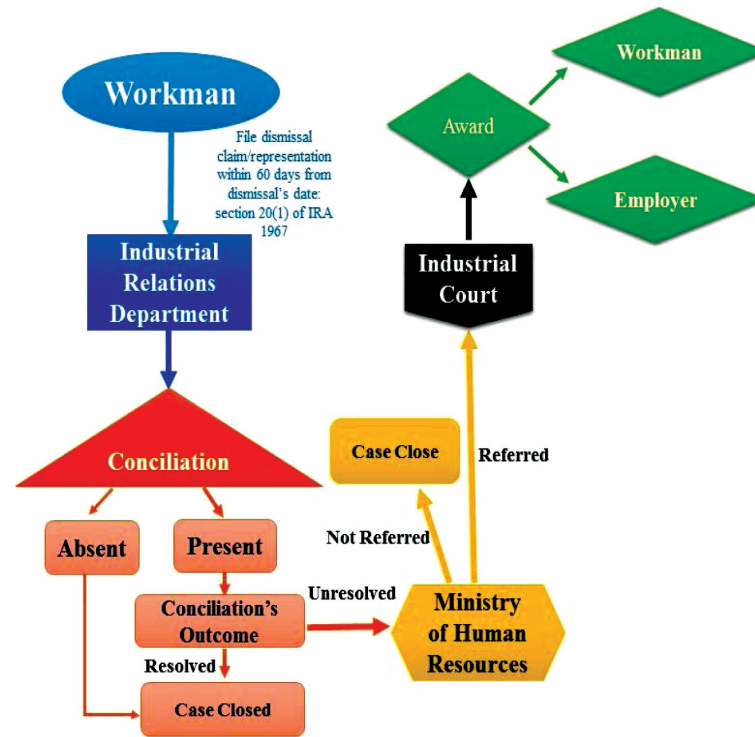 Workman
File dismissal
claim/representation
within 60 days from
dismissal's date:
section 20(1) of IRA
1967
Industrial
Relations
Department
Conciliation
Absent
Present
Conciliation's
Outcome
Resolved
Case Closed
Unresolved
Ministry
of Human
Resources
Not Referred
Case Close
Referred
Industrial
Court
Award
Workman
Employer